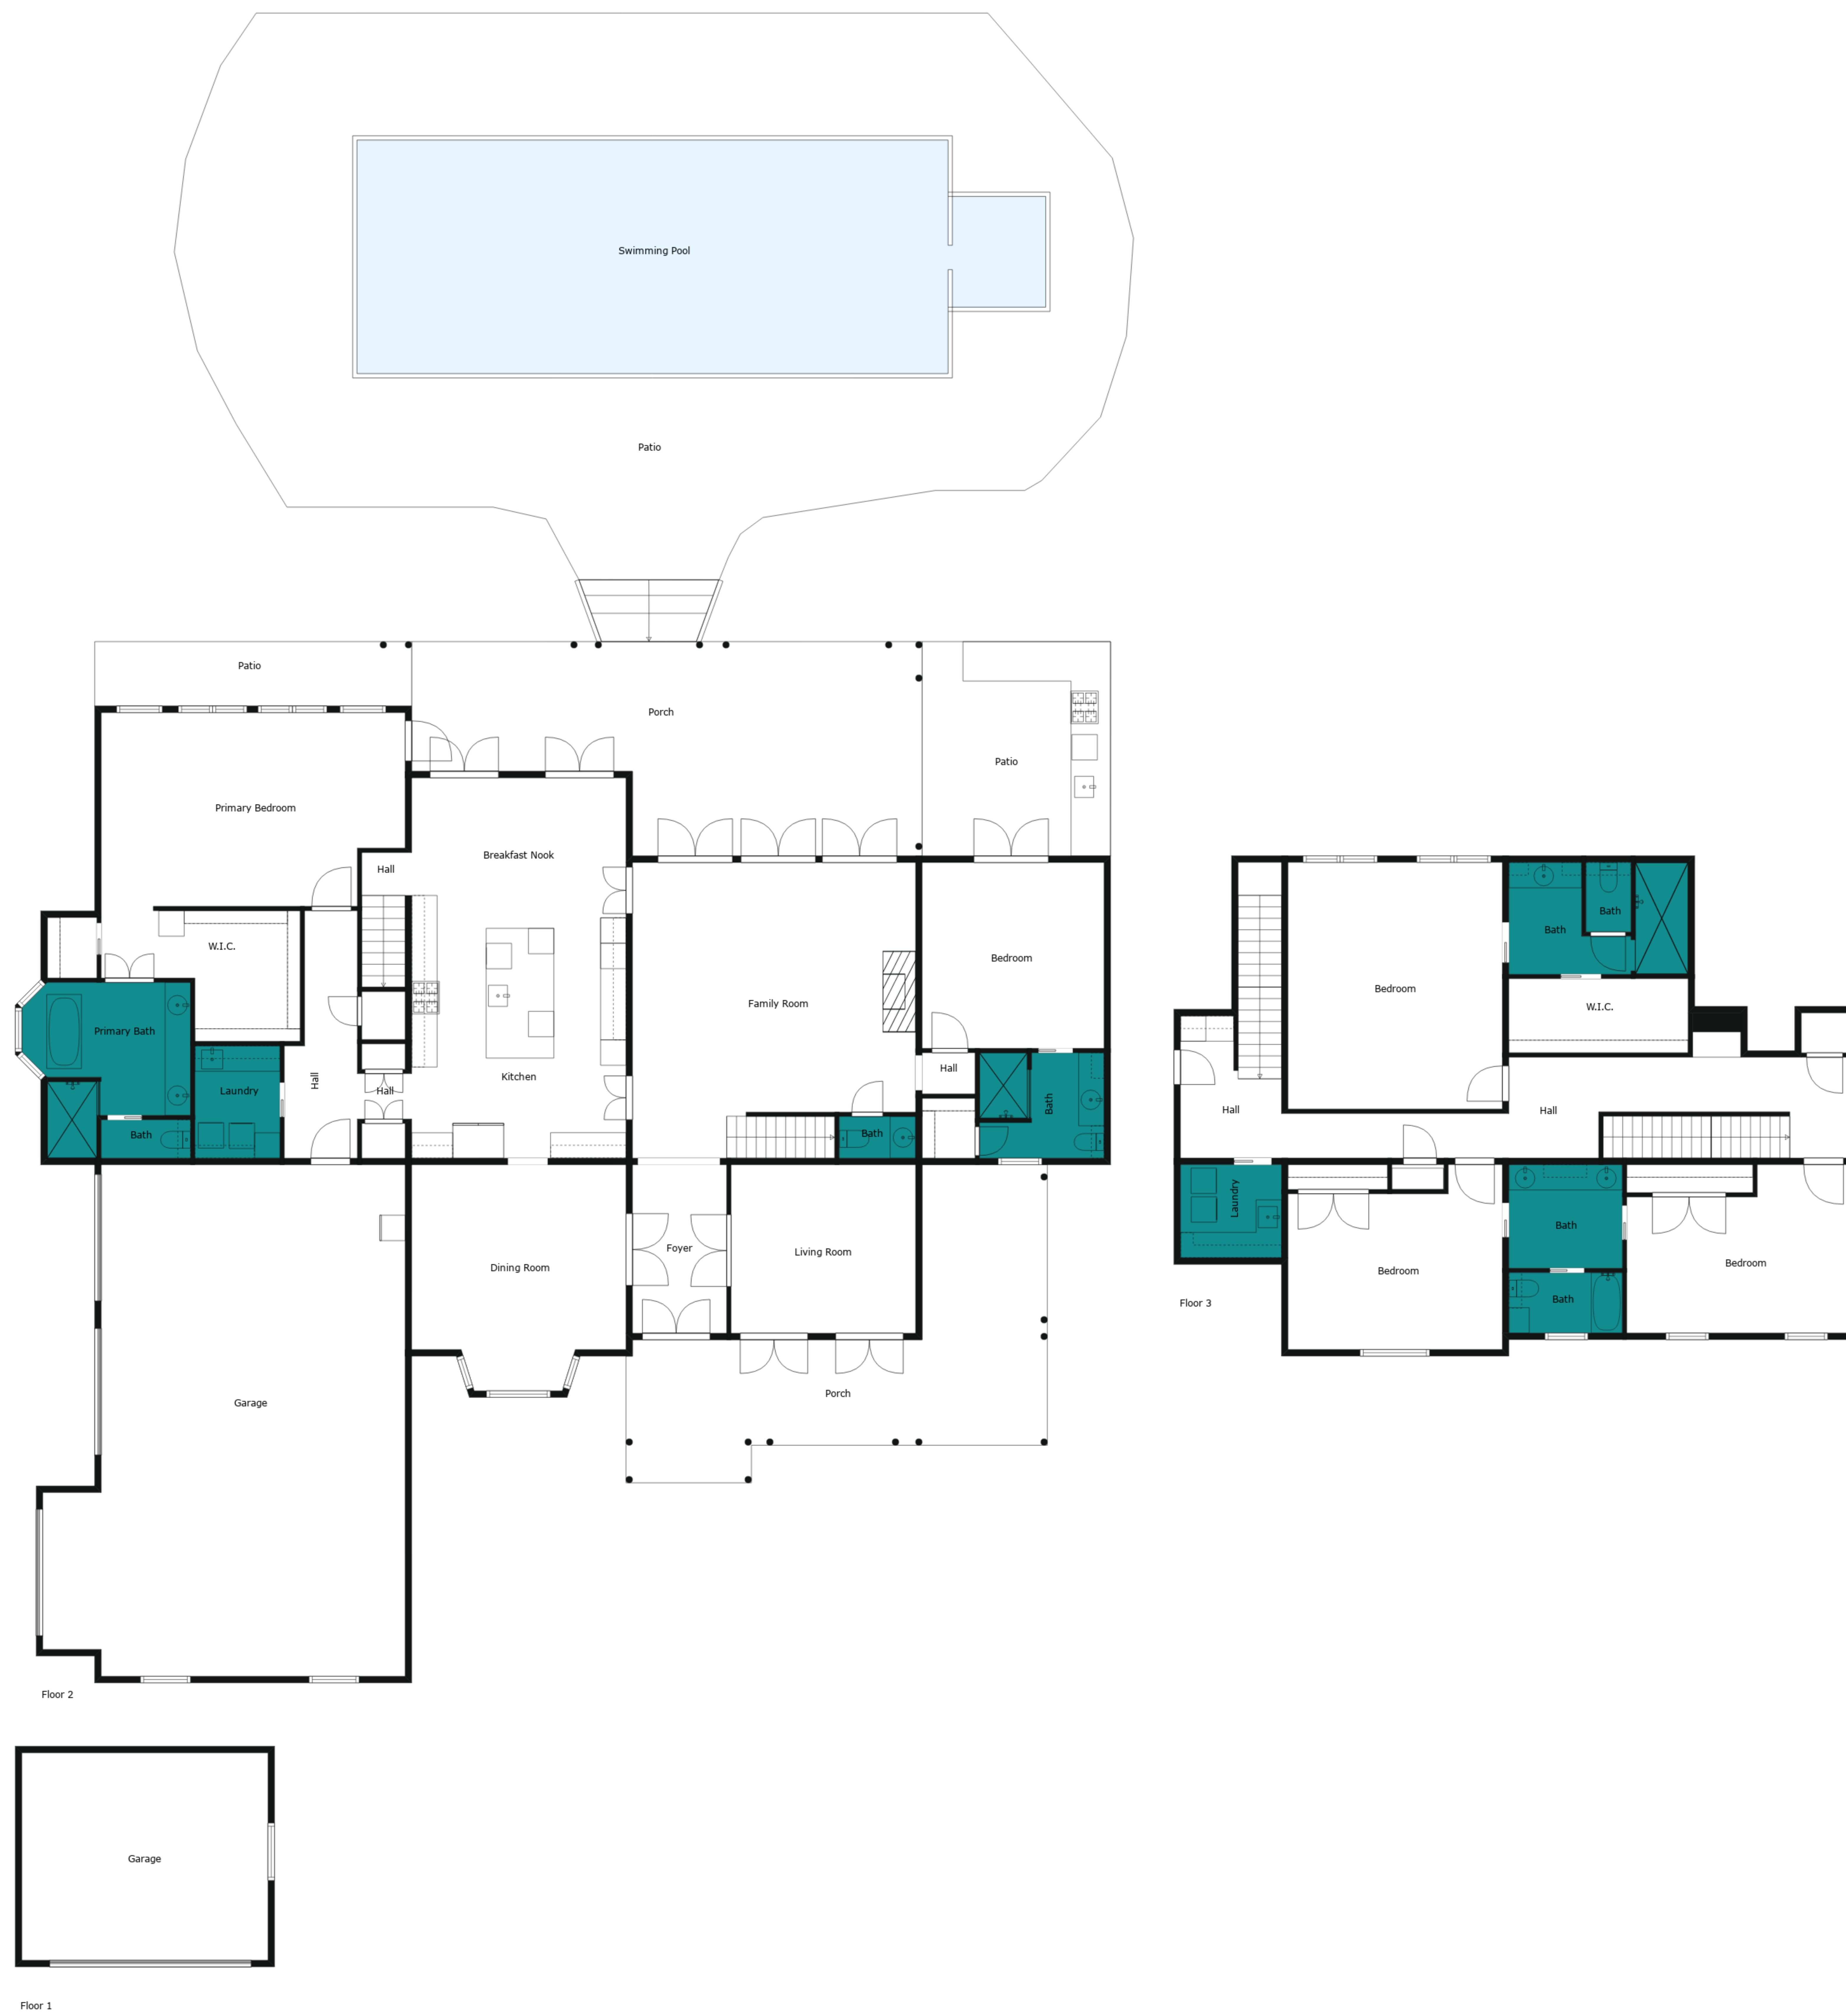 Swimming Pool
Patio
Patio
Porch
Patio
Primary Bedroom
Breakfast Nook
Hall
W.I.C.
Bedroom
Family Room
Primary Bath
Kitchen
Hall
Laundry
Hall
Hall
Bath
Bath
Bath
Foyer
Living Room
Dining Room
Porch
Garage
Floor 2
Bath
Bath
Bedroom
W.I.C.
Hall
Hall
Laundry
Bath
Bedroom
Bedroom
Bath
Floor 3
Garage
Floor 1